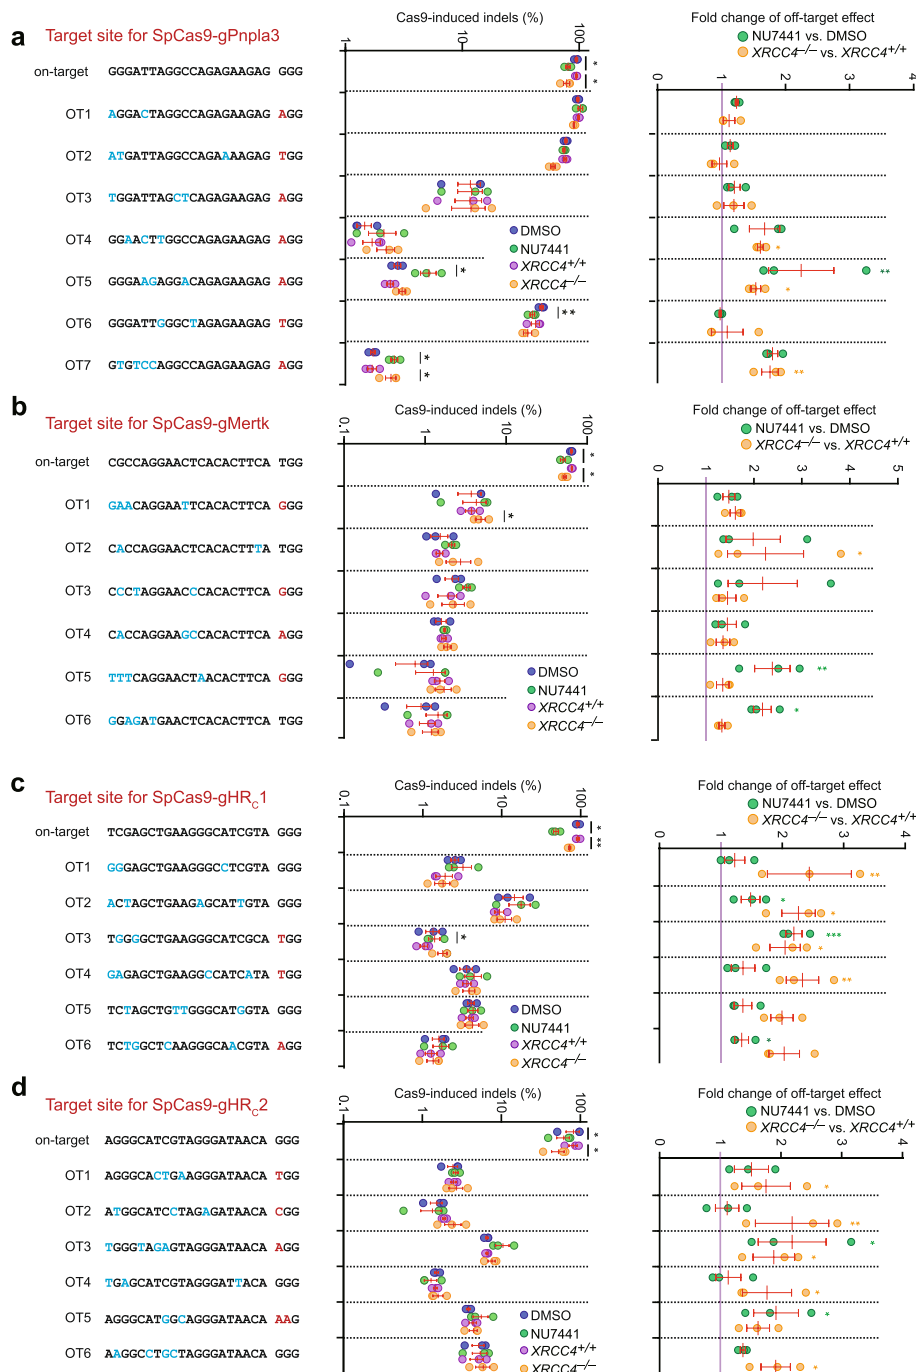 a Target site for SpCas9-gPnpla3
Cas9-induced indels (%)
1 10 100
Fold change of off-target effect
NU7441 vs. DMSO
XRCC4–/– vs. XRCC4+/+
0 1 2 3 4
on-target GGGATTAGGCCAGAGAAGAG GGG
* *
OT1 AGGACTAGGCCAGAGAAGAG AGG
OT2 ATGATTAGGCCAGAAAAGAG TGG
OT3 TGGATTAGCTCAGAGAAGAG AGG
OT4 GGAACTTGGCCAGAGAAGAG AGG
*
OT5 GGGAAGAGGACAGAGAAGAG AGG
* ** *
OT6 GGGATTGGGCTAGAGAAGAG TGG
**
OT7 GTGTCCAGGCCAGAGAAGAG AGG
* * **
DMSO
NU7441
XRCC4+/+
XRCC4–/–
b Target site for SpCas9-gMertk
Cas9-induced indels (%)
0.1 1 10 100
Fold change of off-target effect
NU7441 vs. DMSO
XRCC4–/– vs. XRCC4+/+
0 1 2 3 4 5
on-target CGCCAGGAACTCACACTTCA TGG
* *
OT1 GAACAGGAATTCACACTTCA GGG
*
OT2 CACCAGGAACTCACACTTTA TGG
*
OT3 CCCTAGGAACCCACACTTCA GGG
OT4 CACCAGGAAGCCACACTTCA AGG
OT5 TTTCAGGAACTAACACTTCA GGG
**
OT6 GGAGATGAACTCACACTTCA TGG
*
DMSO
NU7441
XRCC4+/+
XRCC4–/–
c Target site for SpCas9-gHRC1
Cas9-induced indels (%)
0.1 1 10 100
Fold change of off-target effect
NU7441 vs. DMSO
XRCC4–/– vs. XRCC4+/+
0 1 2 3 4
on-target TCGAGCTGAAGGGCATCGTA GGG
* ***
OT1 GGGAGCTGAAGGGCCTCGTA GGG
**
OT2 ACTAGCTGAAGAGCATTGTA GGG
* *
OT3 TGGGGCTGAAGGGCATCGCA TGG
* *** *
OT4 GAGAGCTGAAGGCCATCATA TGG
**
OT5 TCTAGCTGTTGGGCATGGTA GGG
OT6 TCTGGCTCAAGGGCAACGTA AGG
*
DMSO
NU7441
XRCC4+/+
XRCC4–/–
d Target site for SpCas9-gHRC2
Cas9-induced indels (%)
0.1 1 10 100
Fold change of off-target effect
NU7441 vs. DMSO
XRCC4–/– vs. XRCC4+/+
0 1 2 3 4
on-target AGGGCATCGTAGGGATAACA GGG
* *
OT1 AGGGCACTGAAGGGATAACA TGG
*
OT2 ATGGCATCCTAGAGATAACA CGG
**
OT3 TGGGTAGAGTAGGGATAACA AGG
* *
OT4 TGAGCATCGTAGGGATTACA GGG
*
OT5 AGGGCATGGCAGGGATAACA AAG
*
OT6 AAGGCCTGCTAGGGATAACA GGG
*
DMSO
NU7441
XRCC4+/+
XRCC4–/–